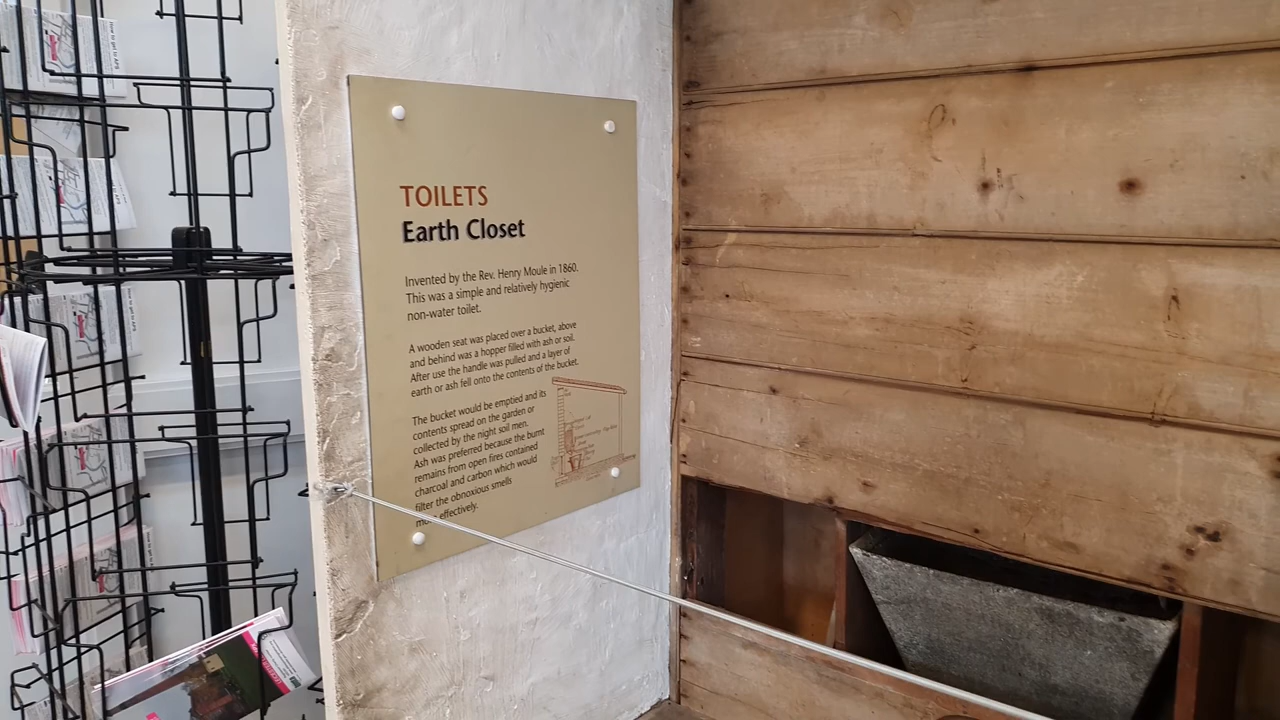 TOILETS
Earth Closet
Invented by the Rev. Henry Moule in 1860.
This was a simple and relatively hygienic
non-water toilet.
A wooden seat was placed over a bucket, above
and behind was a hopper filled with ash or soil.
After use the handle was pulled and a layer of
earth or ash fell onto the contents of the bucket.
The bucket would be emptied and its
contents spread on the garden or
collected by the night soil men.
Ash was preferred because the burnt
remains from open fires contained
charcoal and carbon which would
filter the obnoxious smells
more effectively.